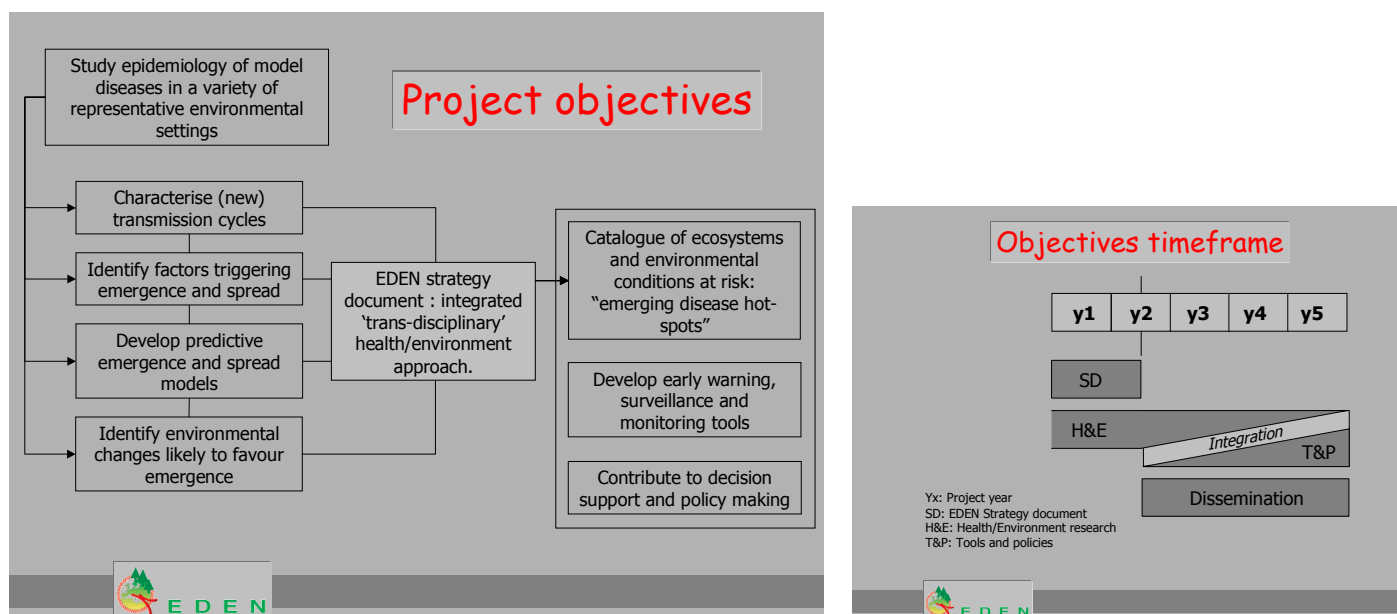 Study epidemiology of model
diseases in a variety of
representative environmental
settings
Project objectives
Characterise (new)
transmission cycles
Identify factors triggering
emergence and spread
Develop predictive
emergence and spread
models
Identify environmental
changes likely to favour
emergence
EDEN strategy
document : integrated
‘trans-disciplinary’
health/environment
approach.
Catalogue of ecosystems
and environmental
conditions at risk:
“emerging disease hot-
spots”
Develop early warning,
surveillance and
monitoring tools
Contribute to decision
support and policy making
EDEN
Objectives timeframe
y1 y2 y3 y4 y5
SD
H&E
Integration
T&P
Dissemination
Yx: Project year
SD: EDEN Strategy document
H&E: Health/Environment research
T&P: Tools and policies
EDEN